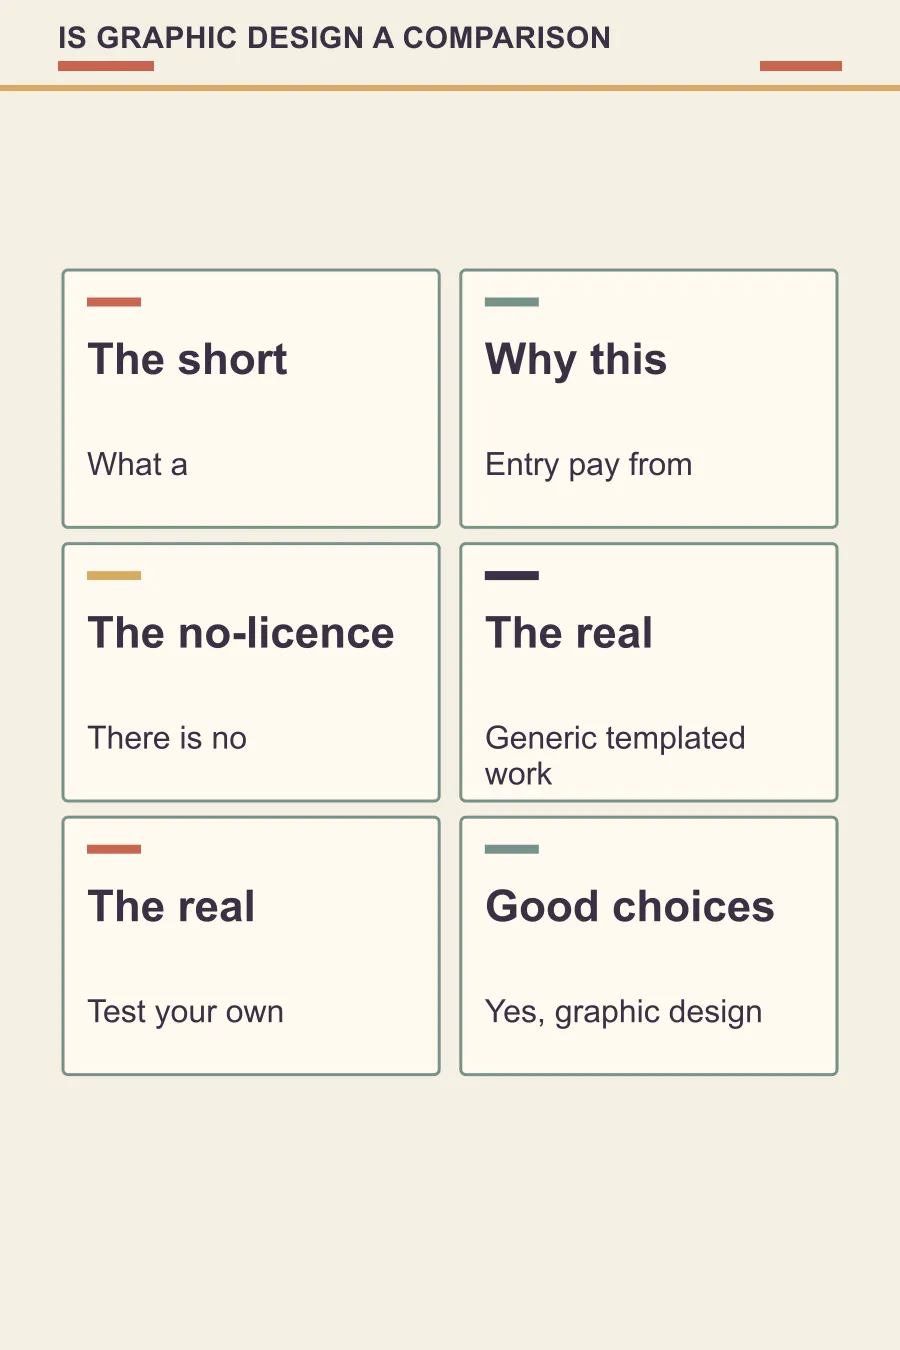 IS GRAPHIC DESIGN A COMPARISON
The short
What a
Why this
Entry pay from
The no-licence
There is no
The real
Generic templated
work
The real
Test your own
Good choices
Yes, graphic design